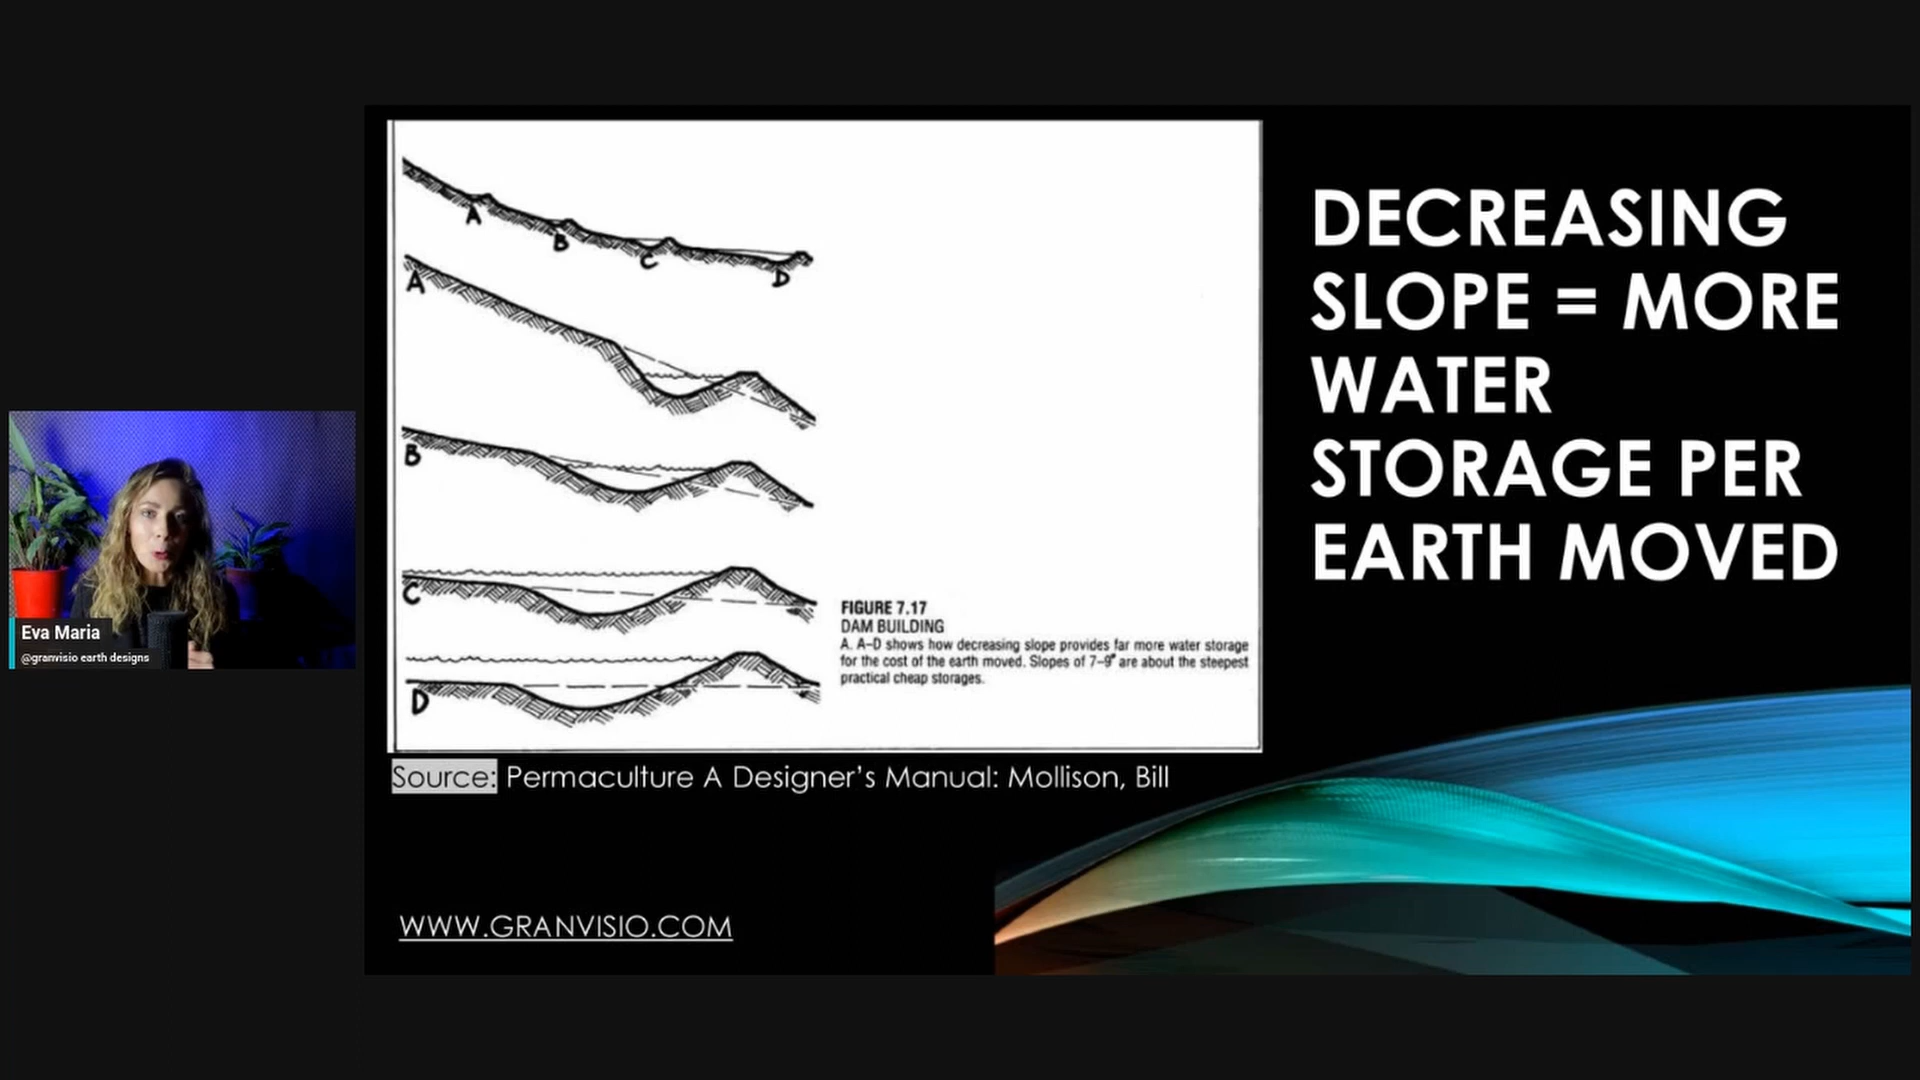 A
B
C
D
A
B
C
D
FIGURE 7.17
DAM BUILDING
A. A–D shows how decreasing slope provides far more water storage
for the cost of the earth moved. Slopes of 7–9° are about the steepest
practical cheap storages.
Source: Permaculture A Designer's Manual: Mollison, Bill
WWW.GRANVISIO.COM
DECREASING
SLOPE = MORE
WATER
STORAGE PER
EARTH MOVED
Eva Maria
@granvisio earth designs